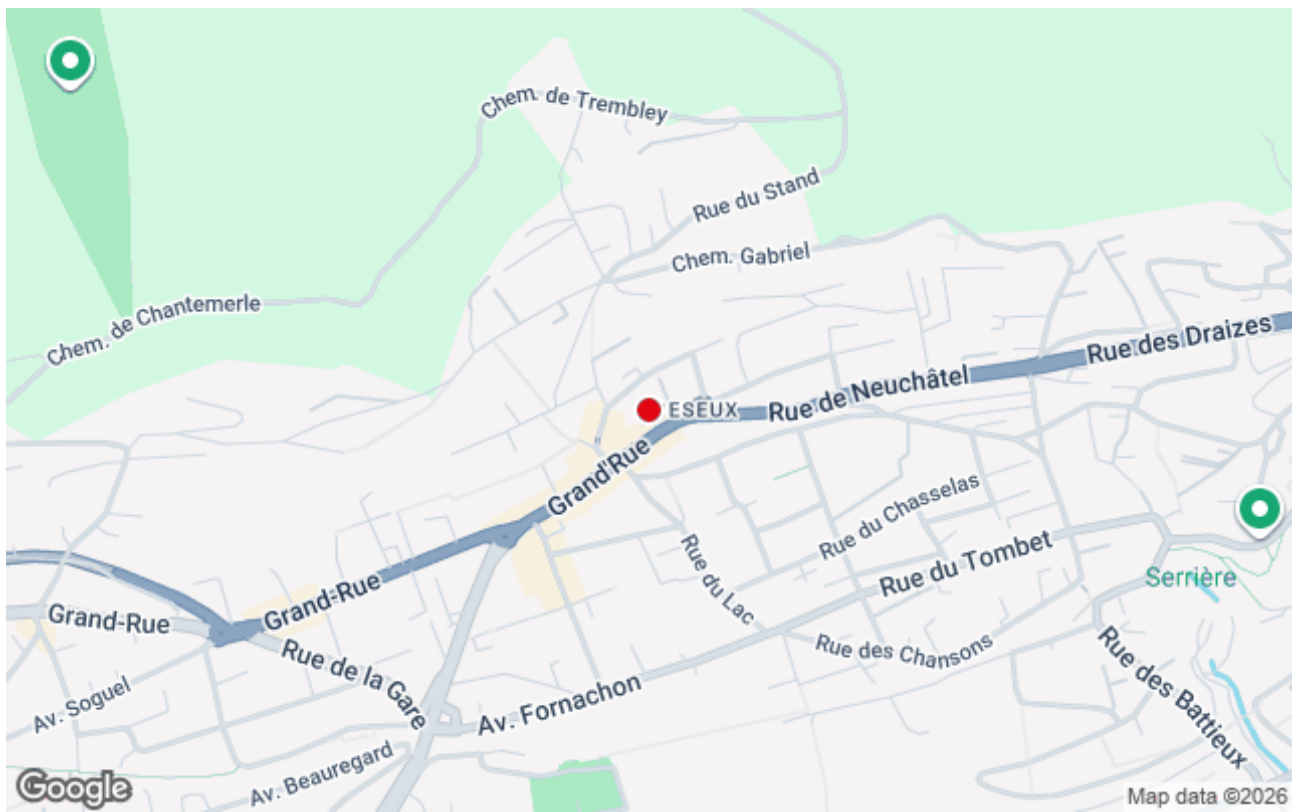 Chem. de Trembley
Rue du Stand
Chem. Gabriel
Chem. de Chantemerle
Rue des Draizes
Rue de Neuchâtel
ESEUX
Grand'Rue
Rue du Chasselas
Rue du Tombet
Serrière
Rue du Lac
Grand-Rue
Grand-Rue
Rue des Chansons
Rue de la Gare
Rue des Battieux
Av. Soguel
Av. Fornachon
Av. Beauregard
Google
Map data ©2026